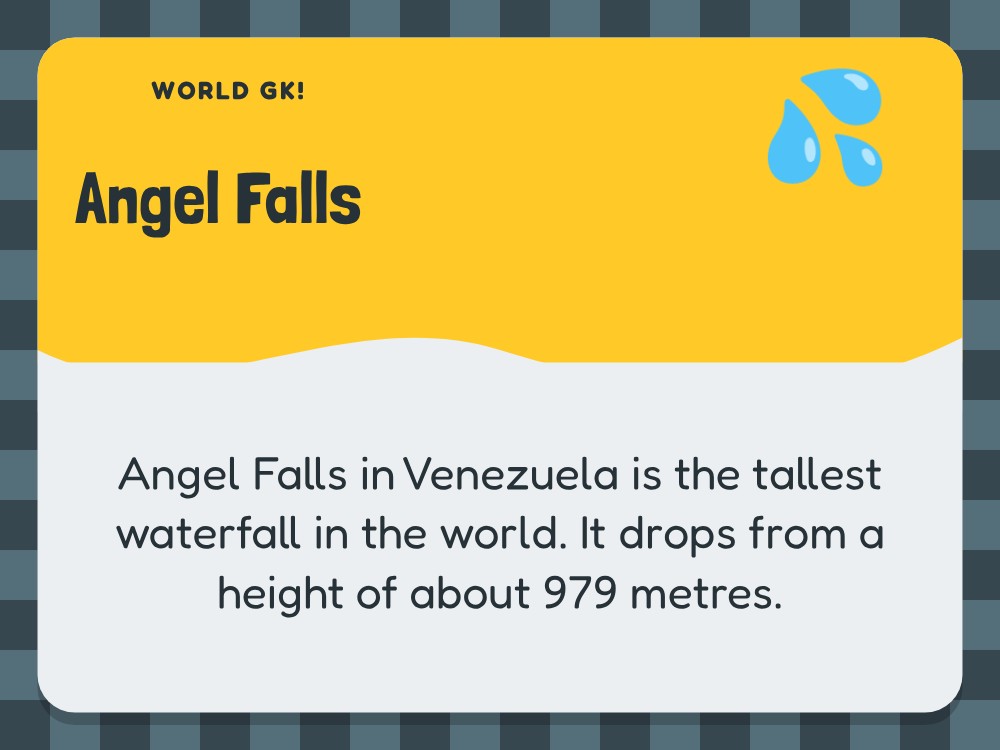 WORLD GK!
Angel Falls
Angel Falls in Venezuela is the tallest
waterfall in the world. It drops from a
height of about 979 metres.